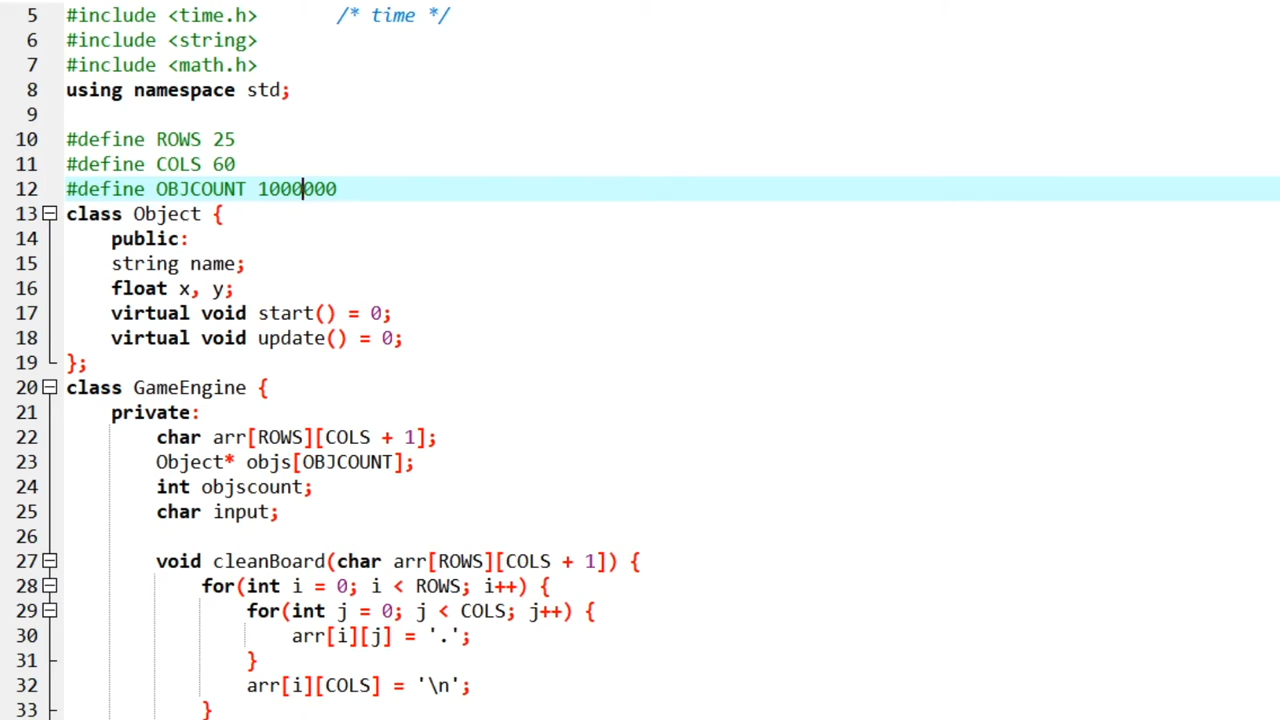 5 #include <time.h> /* time */
6 #include <string>
7 #include <math.h>
8 using namespace std;
9
10 #define ROWS 25
11 #define COLS 60
12 #define OBJCOUNT 1000000
13 class Object {
14 public:
15 string name;
16 float x, y;
17 virtual void start() = 0;
18 virtual void update() = 0;
19 };
20 class GameEngine {
21 private:
22 char arr[ROWS][COLS + 1];
23 Object* objs[OBJCOUNT];
24 int objscount;
25 char input;
26
27 void cleanBoard(char arr[ROWS][COLS + 1]) {
28 for(int i = 0; i < ROWS; i++) {
29 for(int j = 0; j < COLS; j++) {
30 arr[i][j] = '.';
31 }
32 arr[i][COLS] = '\n';
33 }